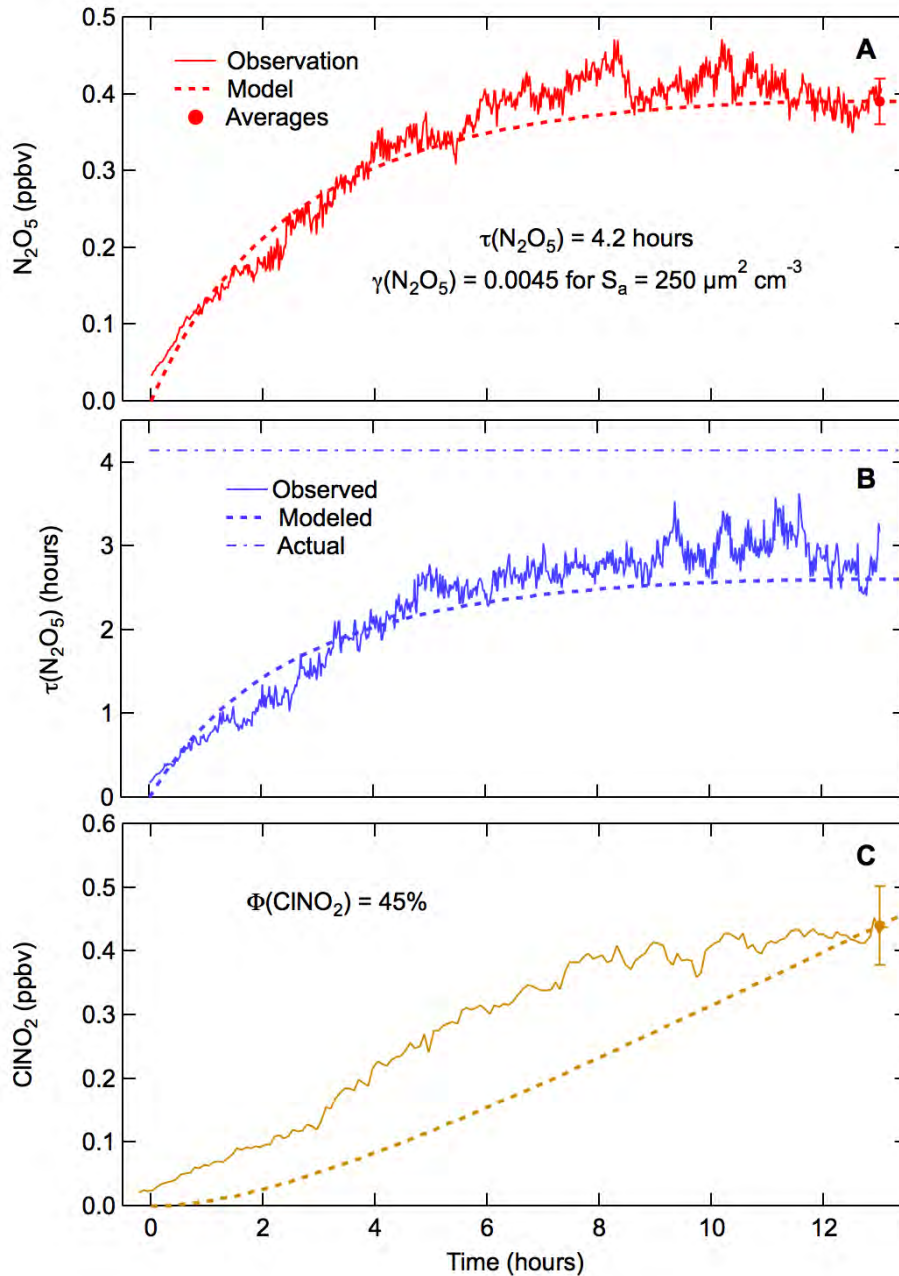 0.5
0.4
0.3
0.2
0.1
0.0
N₂O₅ (ppbv)
A
Observation
Model
Averages
τ(N₂O₅) = 4.2 hours
γ(N₂O₅) = 0.0045 for Sₐ = 250 µm² cm⁻³
4
3
2
1
0
τ(N₂O₅) (hours)
B
Observed
Modeled
Actual
0.6
0.5
0.4
0.3
0.2
0.1
0.0
ClNO₂ (ppbv)
C
Φ(ClNO₂) = 45%
0 2 4 6 8 10 12
Time (hours)